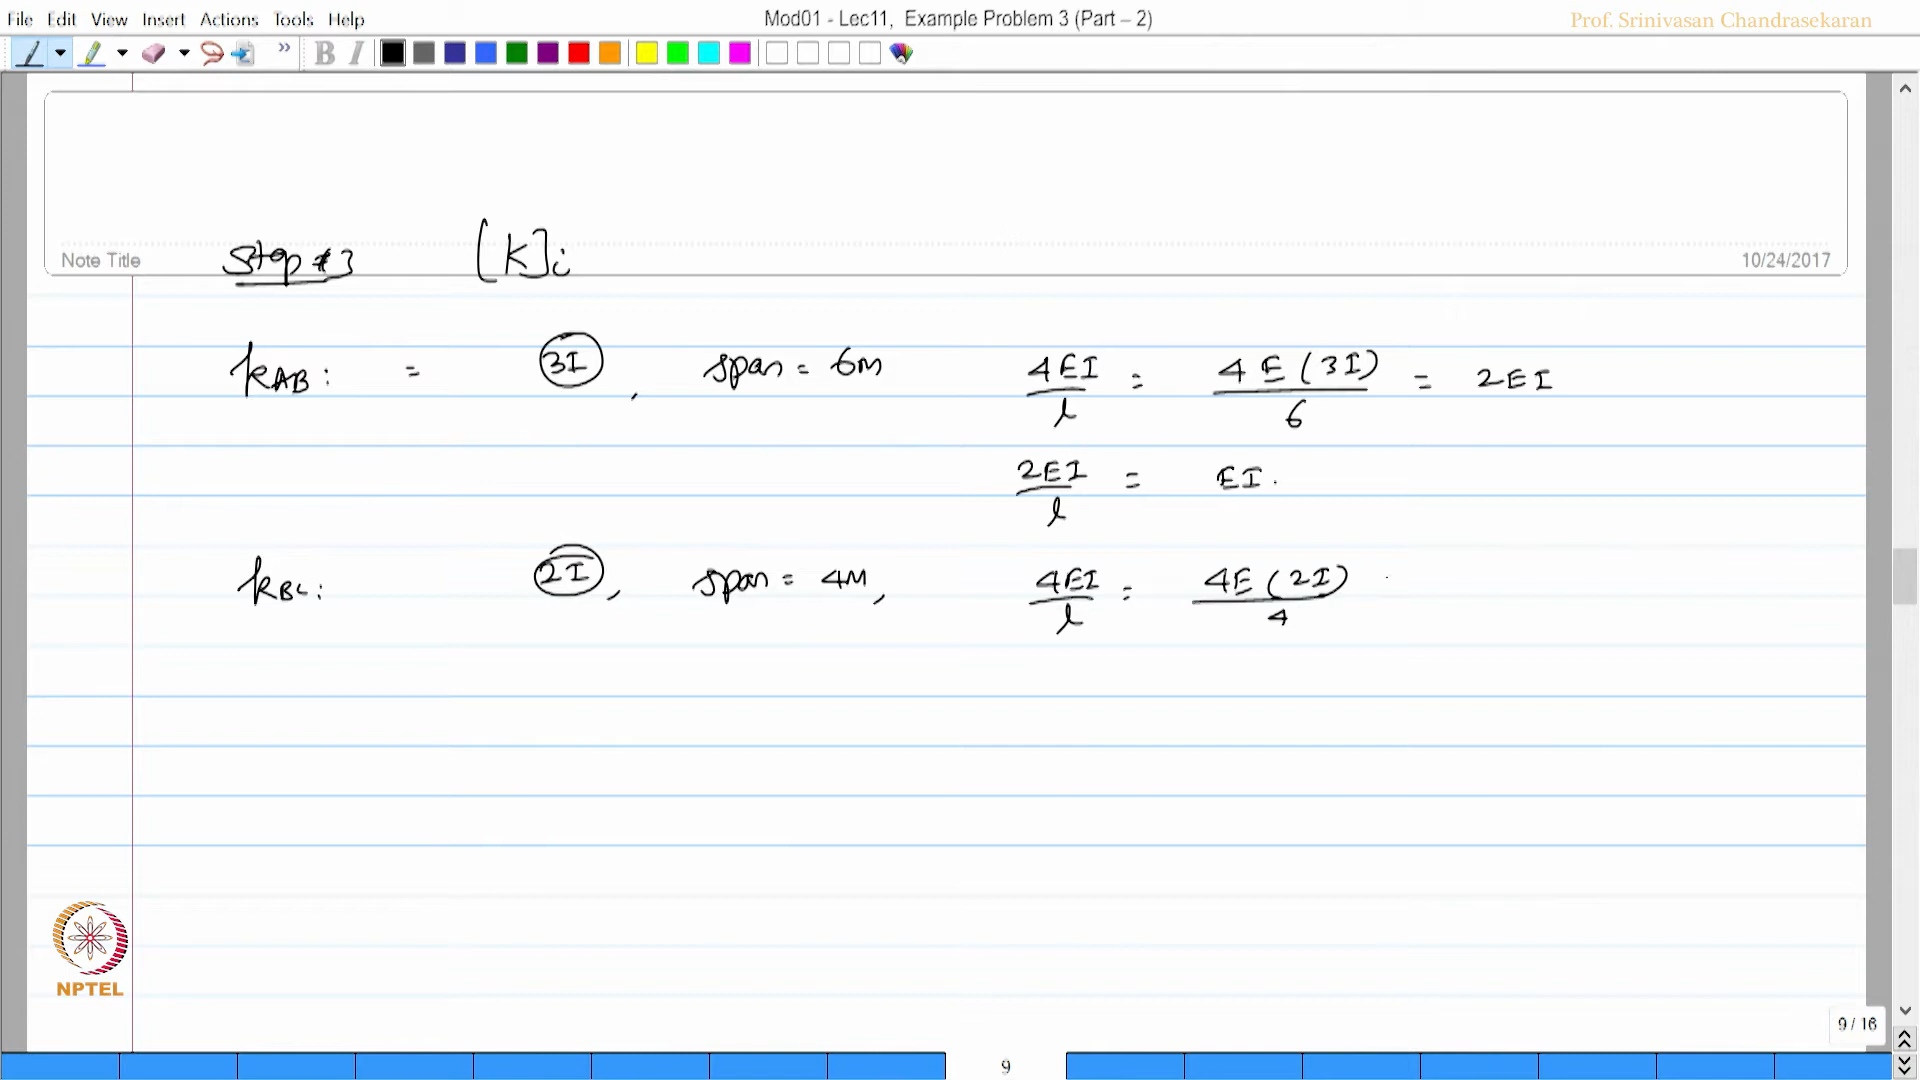 File Edit View Insert Actions Tools Help
Mod01 - Lec11, Example Problem 3 (Part – 2)
Prof. Srinivasan Chandrasekaran
B I
Note Title
Step #3 [K]i
10/24/2017
kAB: = 3I, span = 6m 4EI/l = 4E(3I)/6 = 2EI
2EI/l = EI.
kBC: 2I, span = 4m, 4EI/l = 4E(2I)/4
NPTEL
9 / 16
9